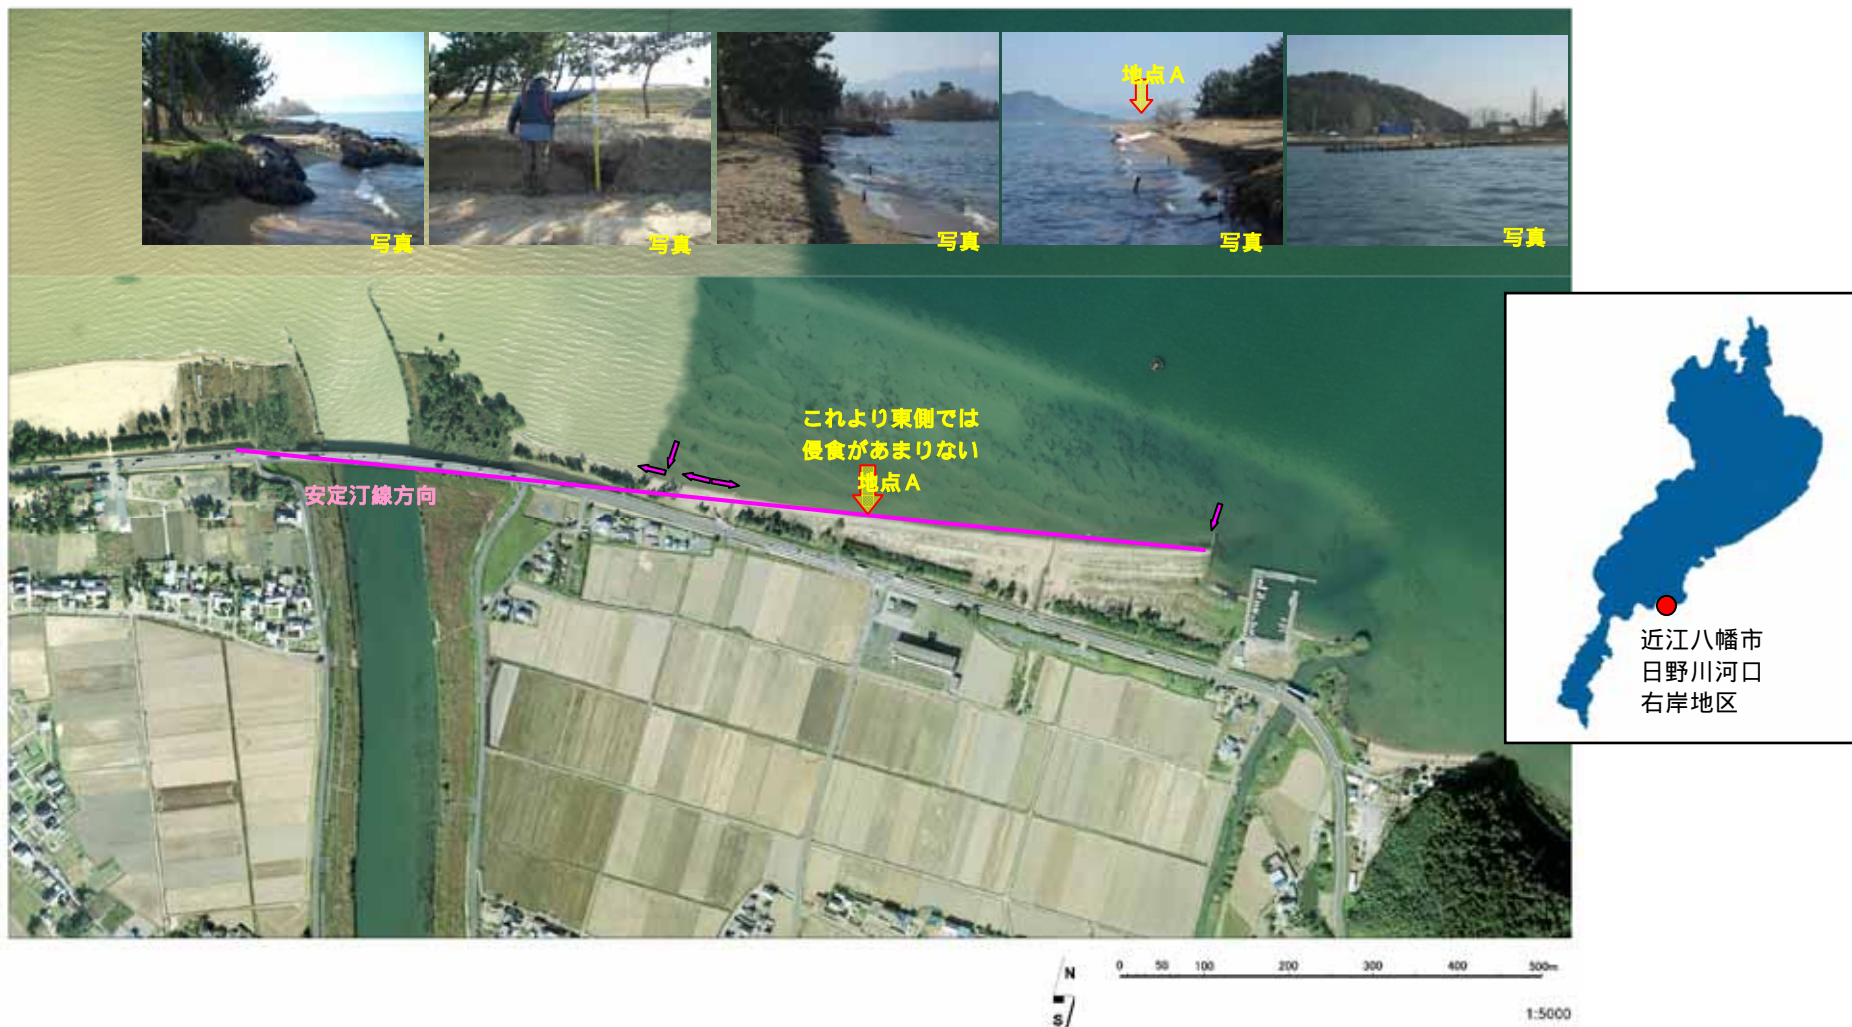 地点A
写真
写真
写真
写真
写真
これより東側では
侵食があまりない
地点A
安定汀線方向
近江八幡市
日野川河口
右岸地区
N
S
0 50 100 200 300 400 500m
1:5000